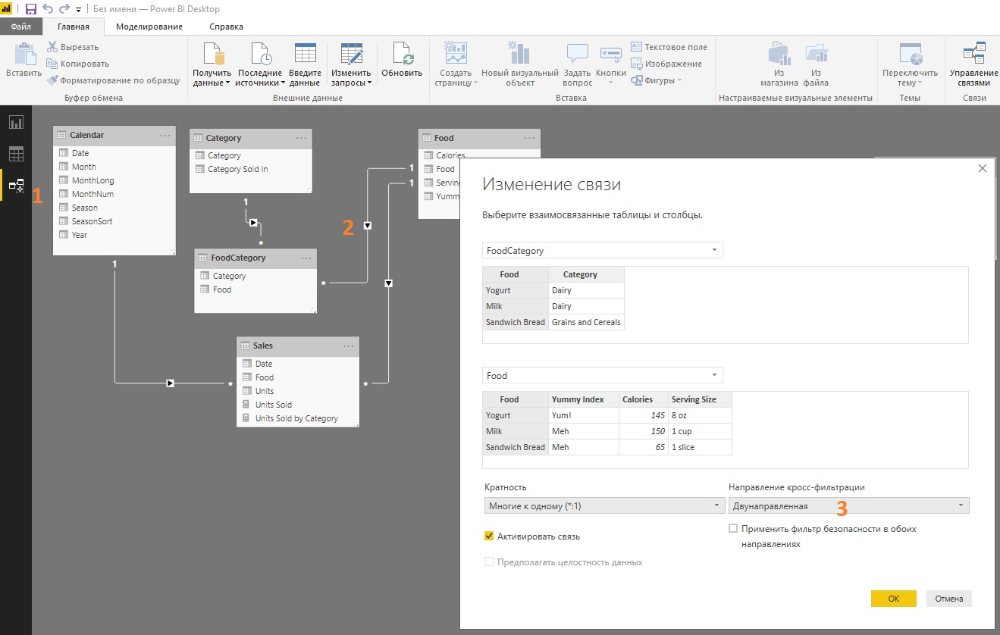 Без имени — Power BI Desktop
Файл
Главная
Моделирование
Справка
Вставить
Вырезать
Копировать
Форматирование по образцу
Буфер обмена
Получить данные
Последние источники
Введите данные
Изменить запросы
Обновить
Внешние данные
Создать страницу
Новый визуальный объект
Задать вопрос
Кнопки
Текстовое поле
Изображение
Фигуры
Вставка
Из магазина
Из файла
Настраиваемые визуальные элементы
Переключить тему
Темы
Управление связями
Связи
1
Calendar
Date
Month
MonthLong
MonthNum
Season
SeasonSort
Year
1
Category
Category
Category Sold In
1
*
FoodCategory
Category
Food
*
2
1
1
Food
Calories
Food
Serving
Yumm
Sales
Date
Food
Units
Units Sold
Units Sold by Category
*
*
Изменение связи
Выберите взаимосвязанные таблицы и столбцы.
FoodCategory
Food Category
Yogurt Dairy
Milk Dairy
Sandwich Bread Grains and Cereals
Food
Food Yummy Index Calories Serving Size
Yogurt Yum! 145 8 oz
Milk Meh 150 1 cup
Sandwich Bread Meh 65 1 slice
Кратность
Многие к одному (*:1)
Направление кросс-фильтрации
Двунаправленная
3
Активировать связь
Применить фильтр безопасности в обоих
направлениях
Предполагать целостность данных
ОК
Отмена